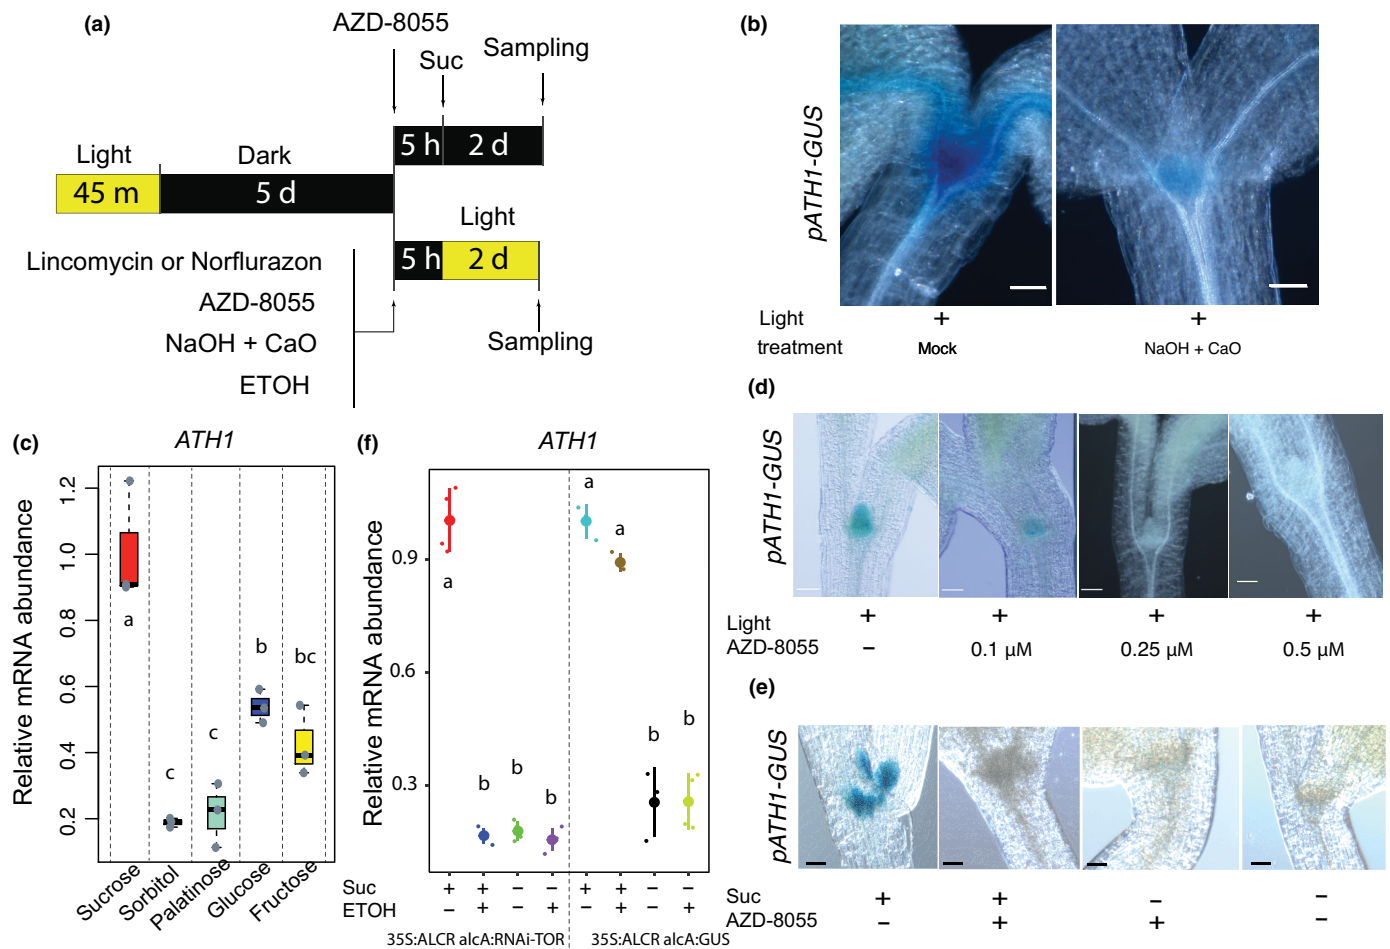 (a)
AZD-8055
Suc
Sampling
5 h
2 d
Light
Dark
45 m
5 d
Light
5 h
2 d
Lincomycin or Norflurazon
AZD-8055
NaOH + CaO
ETOH
Sampling
(b)
pATH1-GUS
Light
+
+
treatment
Mock
NaOH + CaO
(c)
ATH1
Relative mRNA abundance
1.2
1.0
0.8
0.6
0.4
0.2
a
c
c
b
bc
Sucrose
Sorbitol
Palatinose
Glucose
Fructose
(f)
ATH1
Relative mRNA abundance
0.9
0.6
0.3
a
b
b
b
a
a
b
b
Suc + + − − + + − −
ETOH − + − + − + − +
35S:ALCR alcA:RNAi-TOR
35S:ALCR alcA:GUS
(d)
pATH1-GUS
Light + + + +
AZD-8055 − 0.1 µM 0.25 µM 0.5 µM
(e)
pATH1-GUS
Suc + + − −
AZD-8055 − + + −